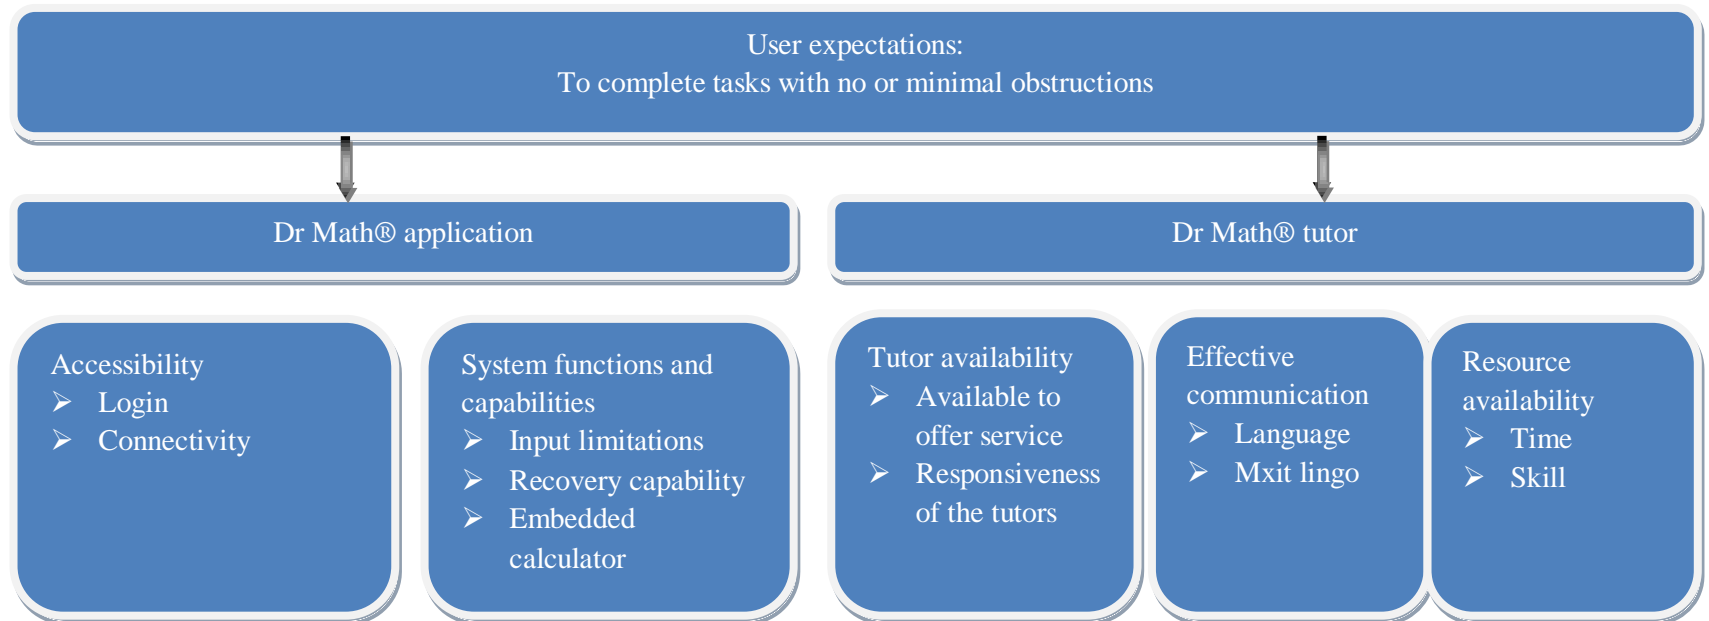 User expectations:
To complete tasks with no or minimal obstructions
Dr Math® application
Dr Math® tutor
Accessibility
➢ Login
➢ Connectivity
System functions and
capabilities
➢ Input limitations
➢ Recovery capability
➢ Embedded
calculator
Tutor availability
➢ Available to
offer service
➢ Responsiveness
of the tutors
Effective
communication
➢ Language
➢ Mxit lingo
Resource
availability
➢ Time
➢ Skill